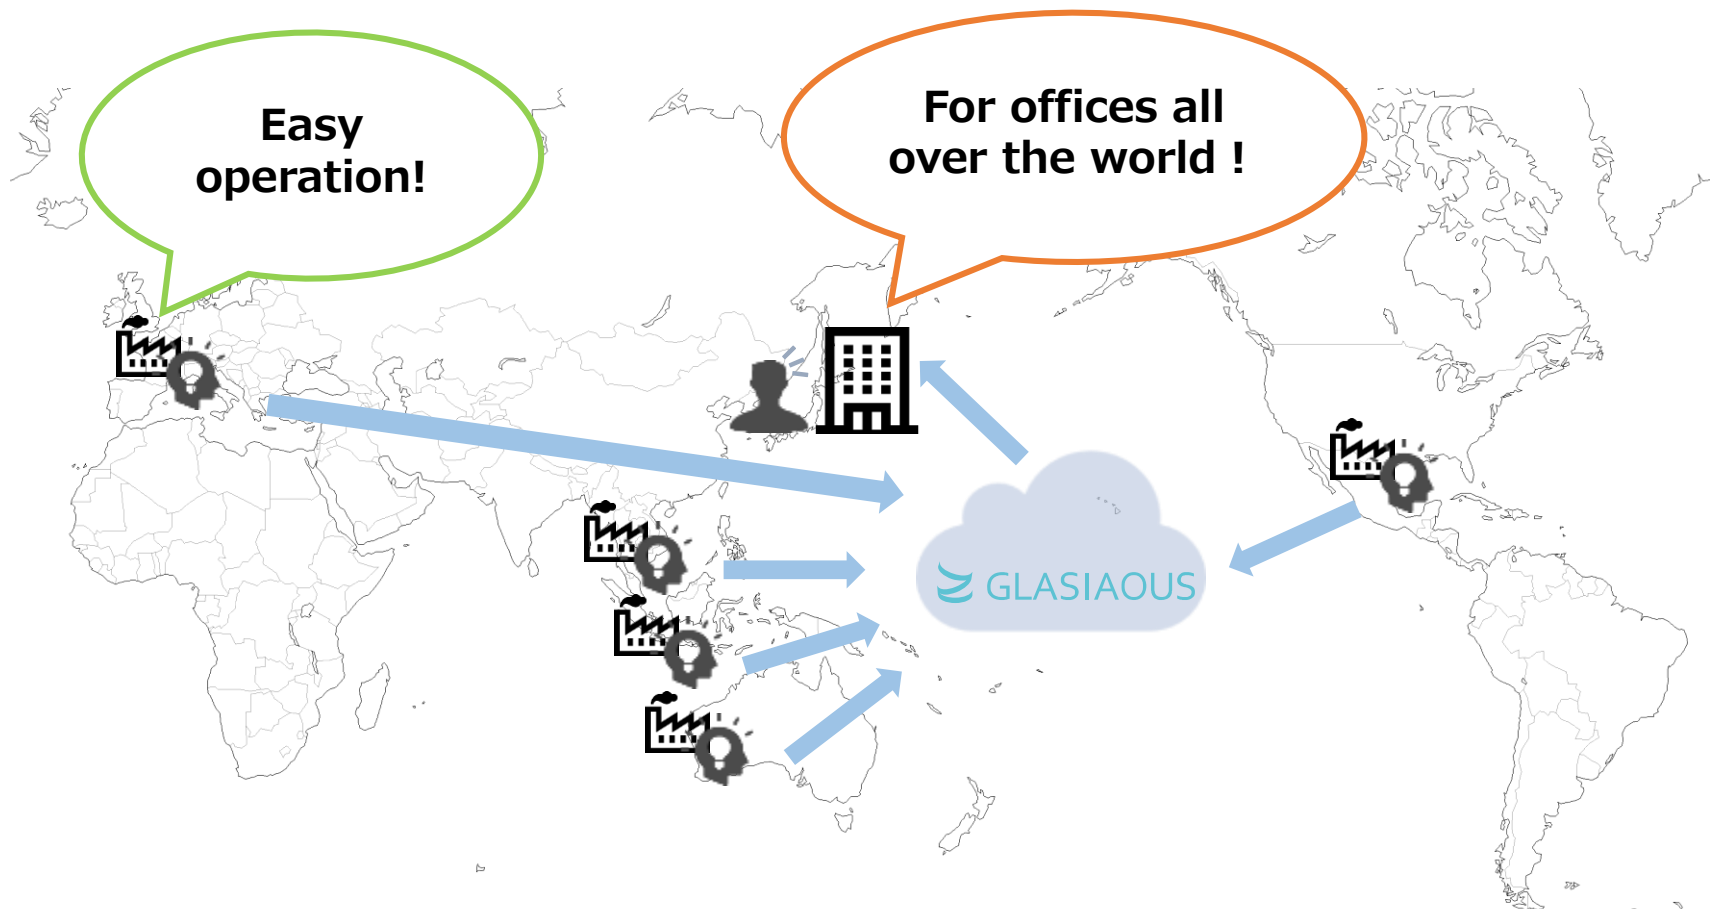 Easy
operation!
For offices all
over the world !
GLASIAOUS